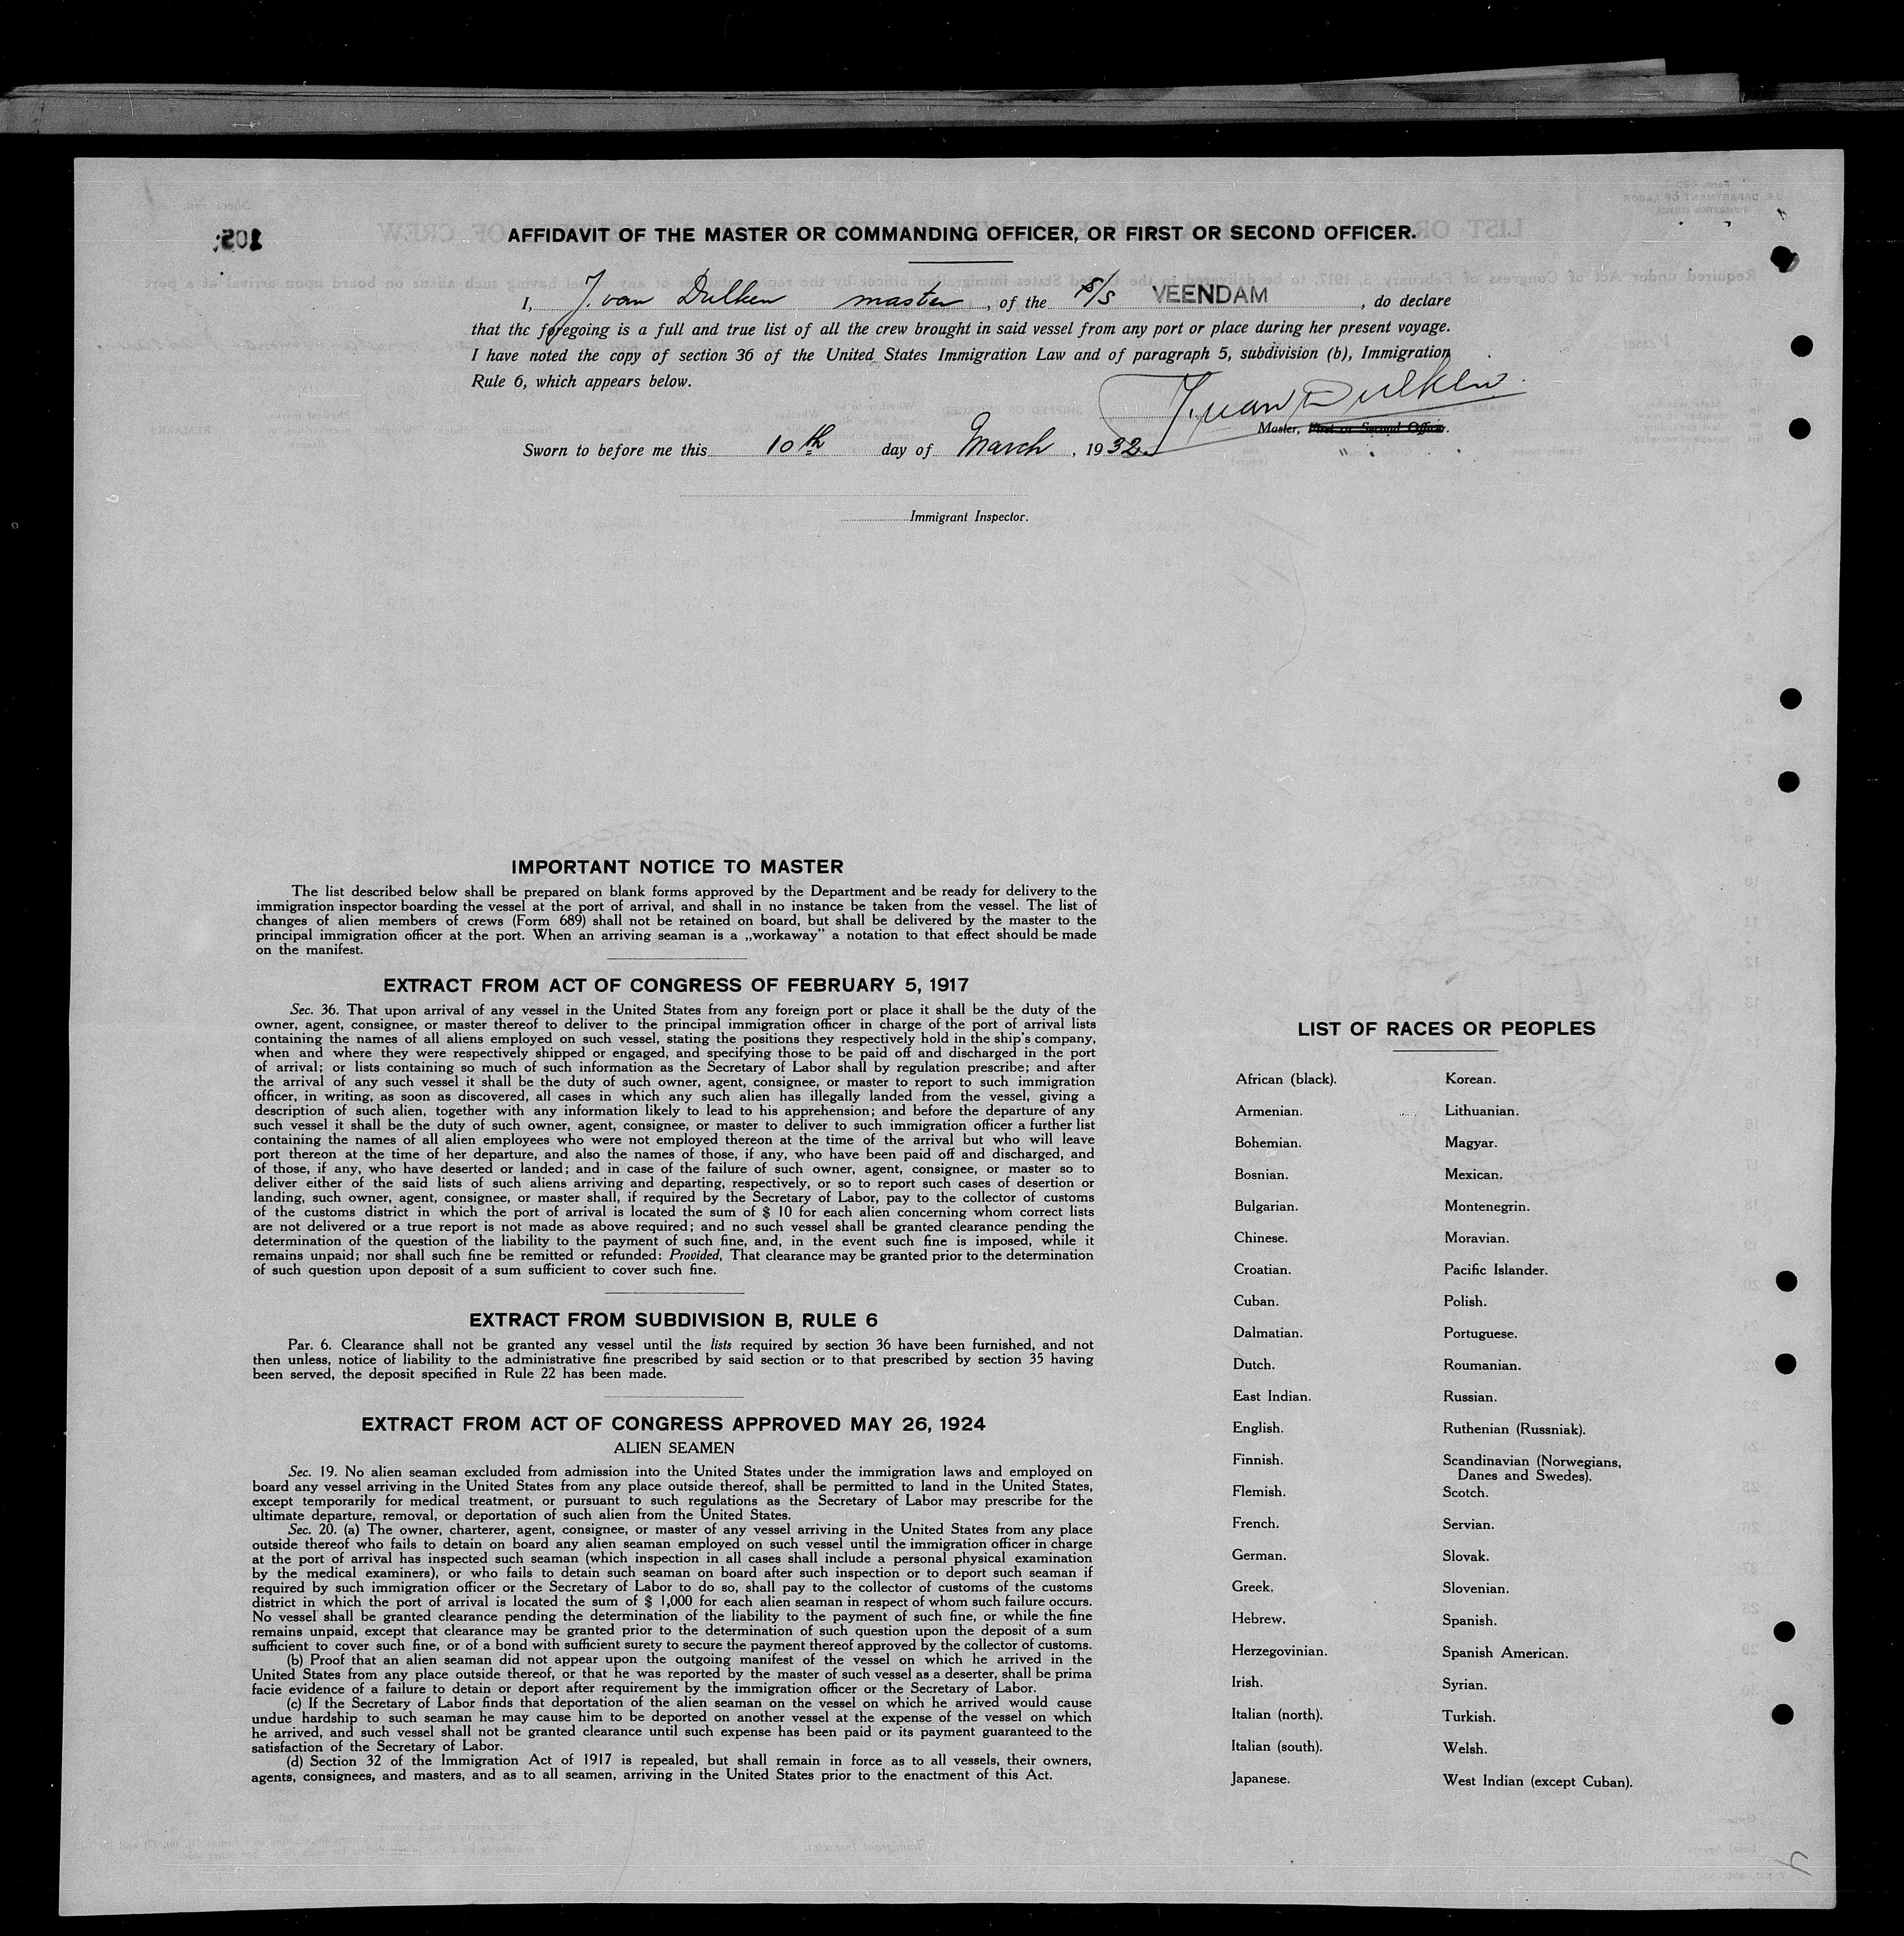 105
AFFIDAVIT OF THE MASTER OR COMMANDING OFFICER, OR FIRST OR SECOND OFFICER.
I, J. van Dulken master, of the S/S VEENDAM, do declare
that the foregoing is a full and true list of all the crew brought in said vessel from any port or place during her present voyage.
I have noted the copy of section 36 of the United States Immigration Law and of paragraph 5, subdivision (b), Immigration
Rule 6, which appears below.
J. van Dulken.
Master, First or Second Officer.
Sworn to before me this 10th day of March, 1932
Immigrant Inspector.
IMPORTANT NOTICE TO MASTER
The list described below shall be prepared on blank forms approved by the Department and be ready for delivery to the
immigration inspector boarding the vessel at the port of arrival, and shall in no instance be taken from the vessel. The list of
changes of alien members of crews (Form 689) shall not be retained on board, but shall be delivered by the master to the
principal immigration officer at the port. When an arriving seaman is a „workaway" a notation to that effect should be made
on the manifest.
EXTRACT FROM ACT OF CONGRESS OF FEBRUARY 5, 1917
Sec. 36. That upon arrival of any vessel in the United States from any foreign port or place it shall be the duty of the
owner, agent, consignee, or master thereof to deliver to the principal immigration officer in charge of the port of arrival lists
containing the names of all aliens employed on such vessel, stating the positions they respectively hold in the ship's company,
when and where they were respectively shipped or engaged, and specifying those to be paid off and discharged in the port
of arrival; or lists containing so much of such information as the Secretary of Labor shall by regulation prescribe; and after
the arrival of any such vessel it shall be the duty of such owner, agent, consignee, or master to report to such immigration
officer, in writing, as soon as discovered, all cases in which any such alien has illegally landed from the vessel, giving a
description of such alien, together with any information likely to lead to his apprehension; and before the departure of any
such vessel it shall be the duty of such owner, agent, consignee, or master to deliver to such immigration officer a further list
containing the names of all alien employees who were not employed thereon at the time of the arrival but who will leave
port thereon at the time of her departure, and also the names of those, if any, who have been paid off and discharged, and
of those, if any, who have deserted or landed; and in case of the failure of such owner, agent, consignee, or master so to
deliver either of the said lists of such aliens arriving and departing, respectively, or so to report such cases of desertion or
landing, such owner, agent, consignee, or master shall, if required by the Secretary of Labor, pay to the collector of customs
of the customs district in which the port of arrival is located the sum of $ 10 for each alien concerning whom correct lists
are not delivered or a true report is not made as above required; and no such vessel shall be granted clearance pending the
determination of the question of the liability to the payment of such fine, and, in the event such fine is imposed, while it
remains unpaid; nor shall such fine be remitted or refunded: Provided, That clearance may be granted prior to the determination
of such question upon deposit of a sum sufficient to cover such fine.
EXTRACT FROM SUBDIVISION B, RULE 6
Par. 6. Clearance shall not be granted any vessel until the lists required by section 36 have been furnished, and not
then unless, notice of liability to the administrative fine prescribed by said section or to that prescribed by section 35 having
been served, the deposit specified in Rule 22 has been made.
EXTRACT FROM ACT OF CONGRESS APPROVED MAY 26, 1924
ALIEN SEAMEN
Sec. 19. No alien seaman excluded from admission into the United States under the immigration laws and employed on
board any vessel arriving in the United States from any place outside thereof, shall be permitted to land in the United States,
except temporarily for medical treatment, or pursuant to such regulations as the Secretary of Labor may prescribe for the
ultimate departure, removal, or deportation of such alien from the United States.
Sec. 20. (a) The owner, charterer, agent, consignee, or master of any vessel arriving in the United States from any place
outside thereof who fails to detain on board any alien seaman employed on such vessel until the immigration officer in charge
at the port of arrival has inspected such seaman (which inspection in all cases shall include a personal physical examination
by the medical examiners), or who fails to detain such seaman on board after such inspection or to deport such seaman if
required by such immigration officer or the Secretary of Labor to do so, shall pay to the collector of customs of the customs
district in which the port of arrival is located the sum of $ 1,000 for each alien seaman in respect of whom such failure occurs.
No vessel shall be granted clearance pending the determination of the liability to the payment of such fine, or while the fine
remains unpaid, except that clearance may be granted prior to the determination of such question upon the deposit of a sum
sufficient to cover such fine, or of a bond with sufficient surety to secure the payment thereof approved by the collector of customs.
(b) Proof that an alien seaman did not appear upon the outgoing manifest of the vessel on which he arrived in the
United States from any place outside thereof, or that he was reported by the master of such vessel as a deserter, shall be prima
facie evidence of a failure to detain or deport after requirement by the immigration officer or the Secretary of Labor.
(c) If the Secretary of Labor finds that deportation of the alien seaman on the vessel on which he arrived would cause
undue hardship to such seaman he may cause him to be deported on another vessel at the expense of the vessel on which
he arrived, and such vessel shall not be granted clearance until such expense has been paid or its payment guaranteed to the
satisfaction of the Secretary of Labor.
(d) Section 32 of the Immigration Act of 1917 is repealed, but shall remain in force as to all vessels, their owners,
agents, consignees, and masters, and as to all seamen, arriving in the United States prior to the enactment of this Act.
LIST OF RACES OR PEOPLES
African (black).
Armenian.
Bohemian.
Bosnian.
Bulgarian.
Chinese.
Croatian.
Cuban.
Dalmatian.
Dutch.
East Indian.
English.
Finnish.
Flemish.
French.
German.
Greek.
Hebrew.
Herzegovinian.
Irish.
Italian (north).
Italian (south).
Japanese.
Korean.
Lithuanian.
Magyar.
Mexican.
Montenegrin.
Moravian.
Pacific Islander.
Polish.
Portuguese.
Roumanian.
Russian.
Ruthenian (Russniak).
Scandinavian (Norwegians,
Danes and Swedes).
Scotch.
Servian.
Slovak.
Slovenian.
Spanish.
Spanish American.
Syrian.
Turkish.
Welsh.
West Indian (except Cuban).